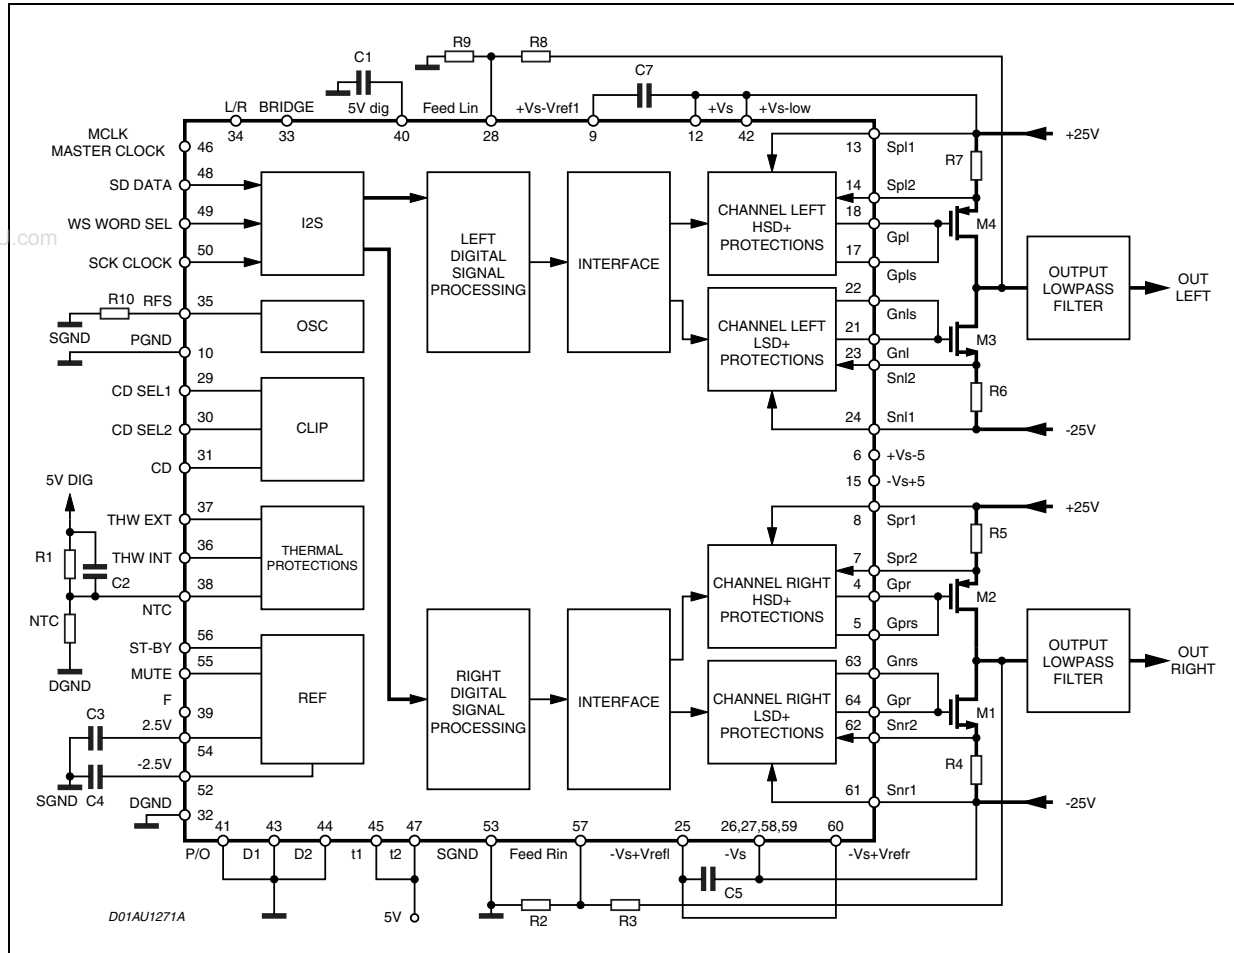 R9
R8
C1
C7
L/R BRIDGE
5V dig
Feed Lin
+Vs-Vref1
+Vs
+Vs-low
34
33
40
28
9
12
42
MCLK
MASTER CLOCK
46
SD DATA
48
WS WORD SEL
49
SCK CLOCK
50
R10
RFS
35
SGND
PGND
10
CD SEL1
29
CD SEL2
30
CD
31
5V DIG
THW EXT
37
THW INT
36
R1
C2
38
NTC
NTC
DGND
ST-BY
56
MUTE
55
F
39
C3
2.5V
54
-2.5V
SGND
C4
52
DGND
32
I2S
OSC
CLIP
THERMAL
PROTECTIONS
REF
LEFT
DIGITAL
SIGNAL
PROCESSING
INTERFACE
CHANNEL LEFT
HSD+
PROTECTIONS
CHANNEL LEFT
LSD+
PROTECTIONS
RIGHT
DIGITAL
SIGNAL
PROCESSING
INTERFACE
CHANNEL RIGHT
HSD+
PROTECTIONS
CHANNEL RIGHT
LSD+
PROTECTIONS
13
Spl1
+25V
R7
14
Spl2
18
M4
Gpl
17
Gpls
22
Gnls
21
M3
23
Gnl
Snl2
R6
24
Snl1
-25V
6
+Vs-5
15
-Vs+5
OUTPUT
LOWPASS
FILTER
OUT
LEFT
+25V
8
Spr1
R5
7
Spr2
4
Gpr
M2
5
Gprs
63
Gnrs
64
Gpr
M1
62
Snr2
R4
61
Snr1
-25V
OUTPUT
LOWPASS
FILTER
OUT
RIGHT
41
43
44
45
47
53
57
25
26,27,58,59
60
P/O
D1
D2
t1
t2
SGND
Feed Rin
-Vs+Vrefl
-Vs
-Vs+Vrefr
C5
5V
R2
R3
D01AU1271A
u.com